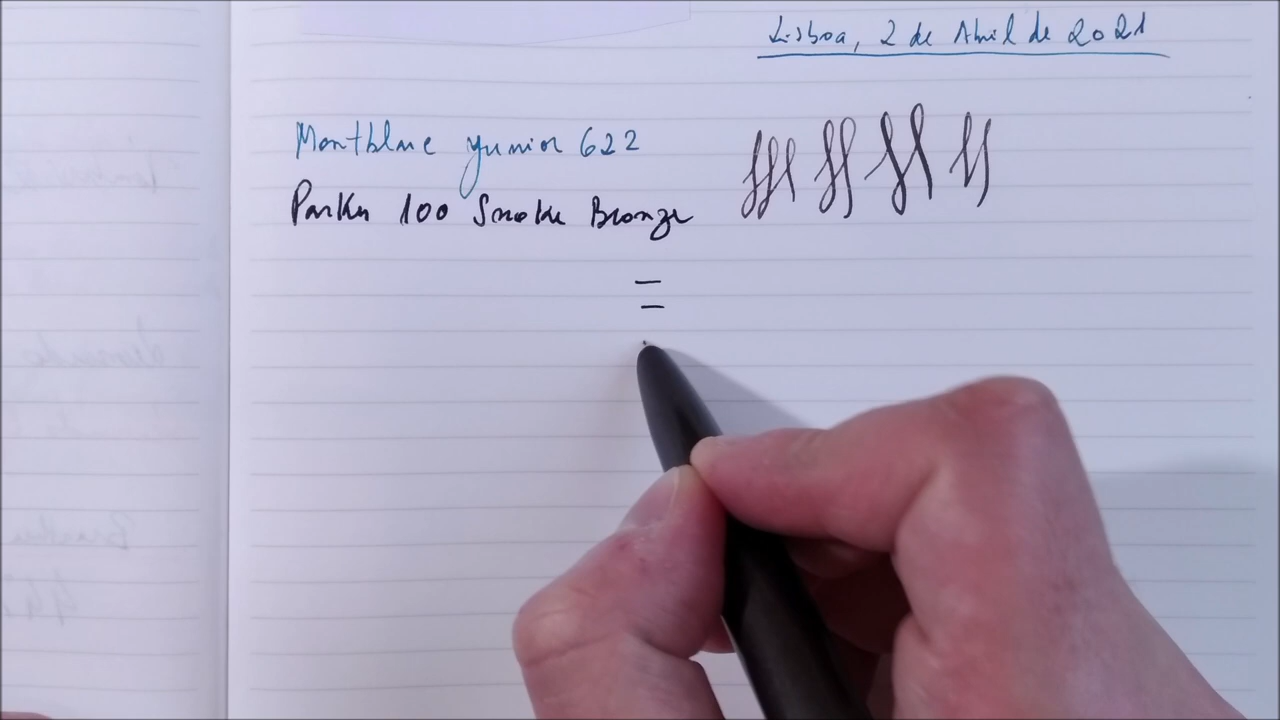 Lisboa, 2 de Abril de 2021
Montblanc Junior 622
Parker 100 Smoke Bronze
=